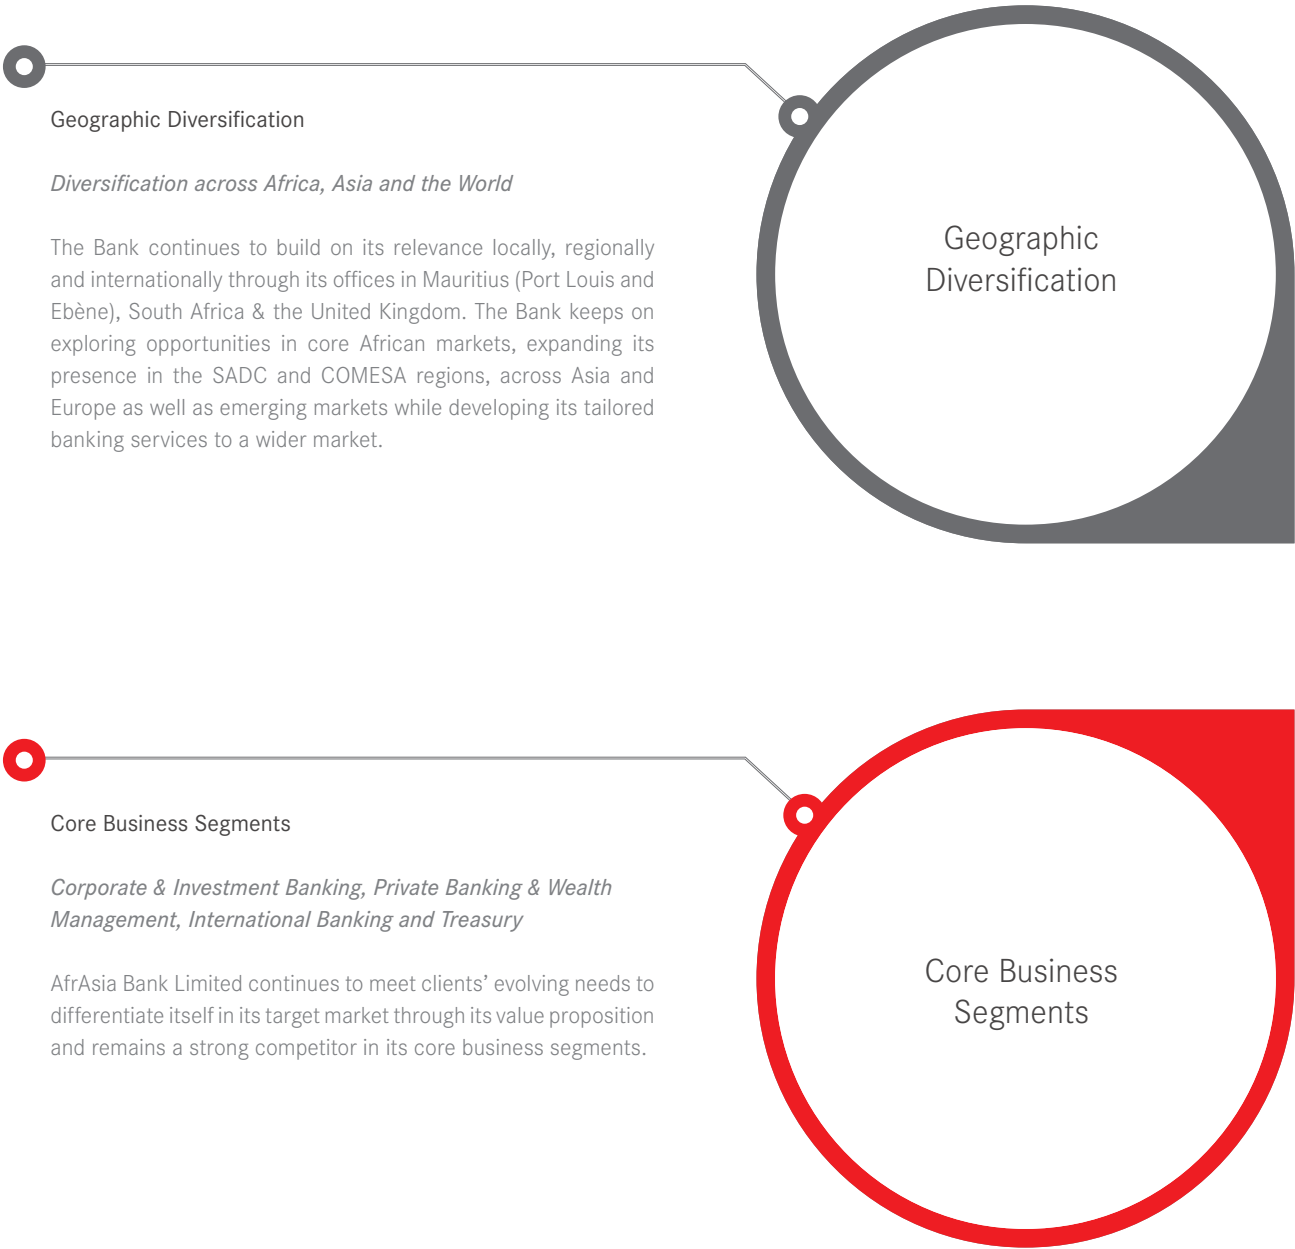 Geographic Diversification
Diversification across Africa, Asia and the World
The Bank continues to build on its relevance locally, regionally
and internationally through its offices in Mauritius (Port Louis and
Ebène), South Africa & the United Kingdom. The Bank keeps on
exploring opportunities in core African markets, expanding its
presence in the SADC and COMESA regions, across Asia and
Europe as well as emerging markets while developing its tailored
banking services to a wider market.
Geographic
Diversification
Core Business Segments
Corporate & Investment Banking, Private Banking & Wealth
Management, International Banking and Treasury
AfrAsia Bank Limited continues to meet clients’ evolving needs to
differentiate itself in its target market through its value proposition
and remains a strong competitor in its core business segments.
Core Business
Segments